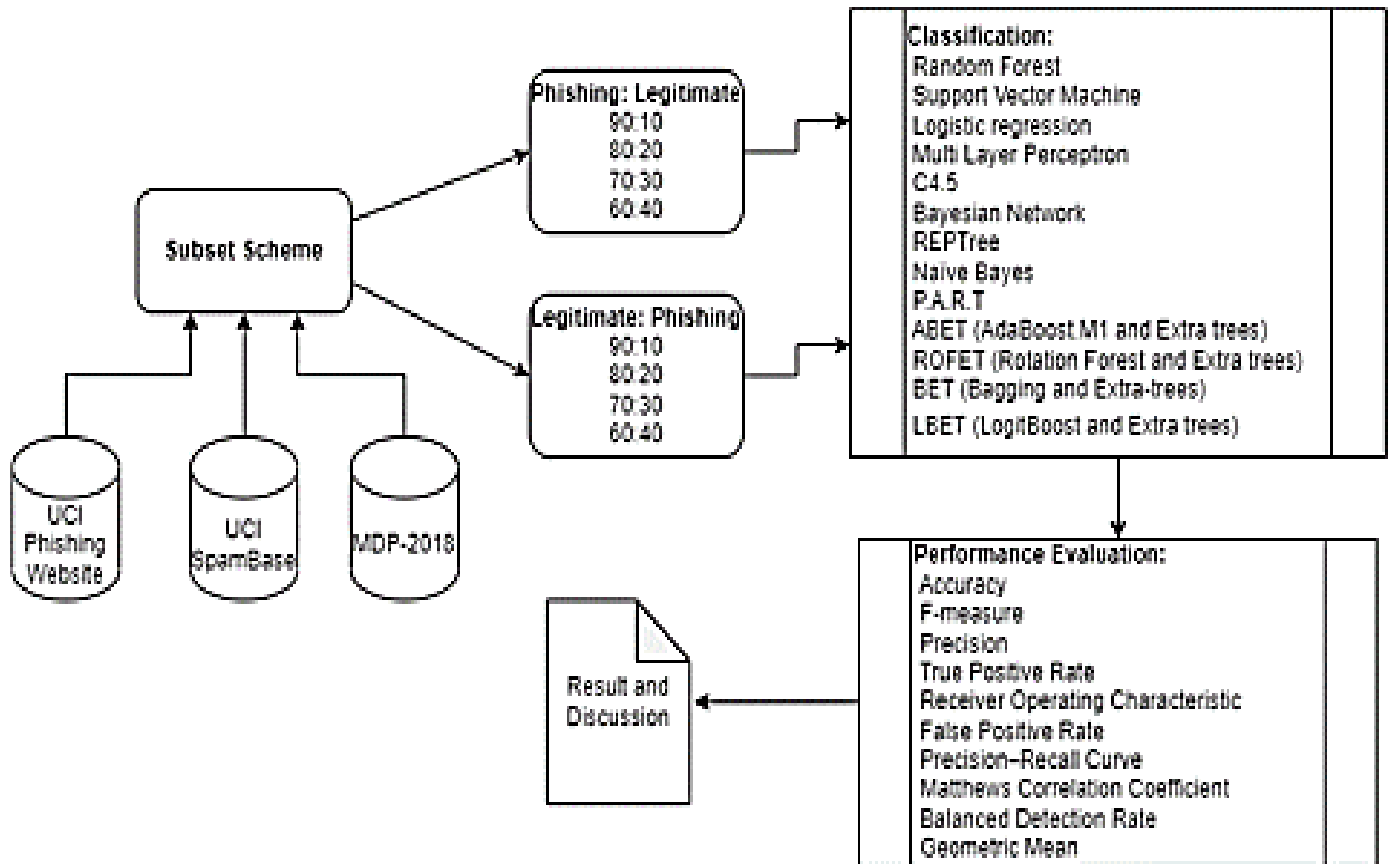 Subset Scheme
UCI
Phishing
Website
UCI
SpamBase
MDP-2018
Phishing: Legitimate
90:10
80:20
70:30
60:40
Legitimate: Phishing
90:10
80:20
70:30
60:40
Classification:
Random Forest
Support Vector Machine
Logistic regression
Multi Layer Perceptron
C4.5
Bayesian Network
REPTree
Naïve Bayes
P.A.R.T
ABET (AdaBoost.M1 and Extra trees)
ROFET (Rotation Forest and Extra trees)
BET (Bagging and Extra-trees)
LBET (LogitBoost and Extra trees)
Performance Evaluation:
Accuracy
F-measure
Precision
True Positive Rate
Receiver Operating Characteristic
False Positive Rate
Precision–Recall Curve
Matthews Correlation Coefficient
Balanced Detection Rate
Geometric Mean
Result and
Discussion